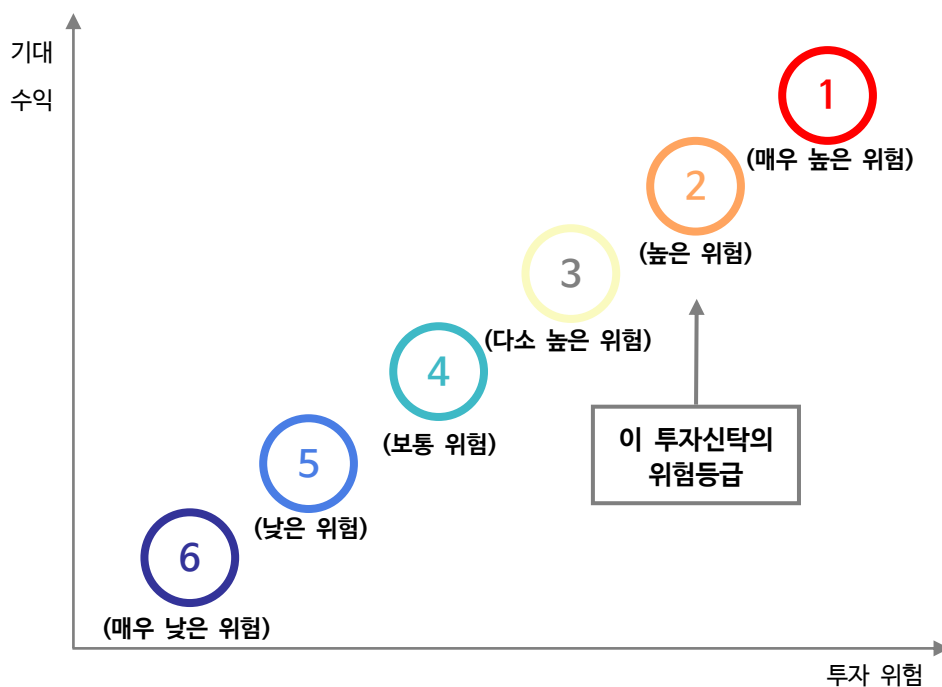 기대
수익
1
(매우 높은 위험)
2
(높은 위험)
3
(다소 높은 위험)
4
(보통 위험)
이 투자신탁의
위험등급
5
(낮은 위험)
6
(매우 낮은 위험)
투자 위험